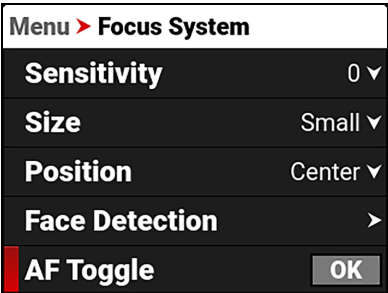 Menu > Focus System
Sensitivity 0
Size Small
Position Center
Face Detection >
AF Toggle OK